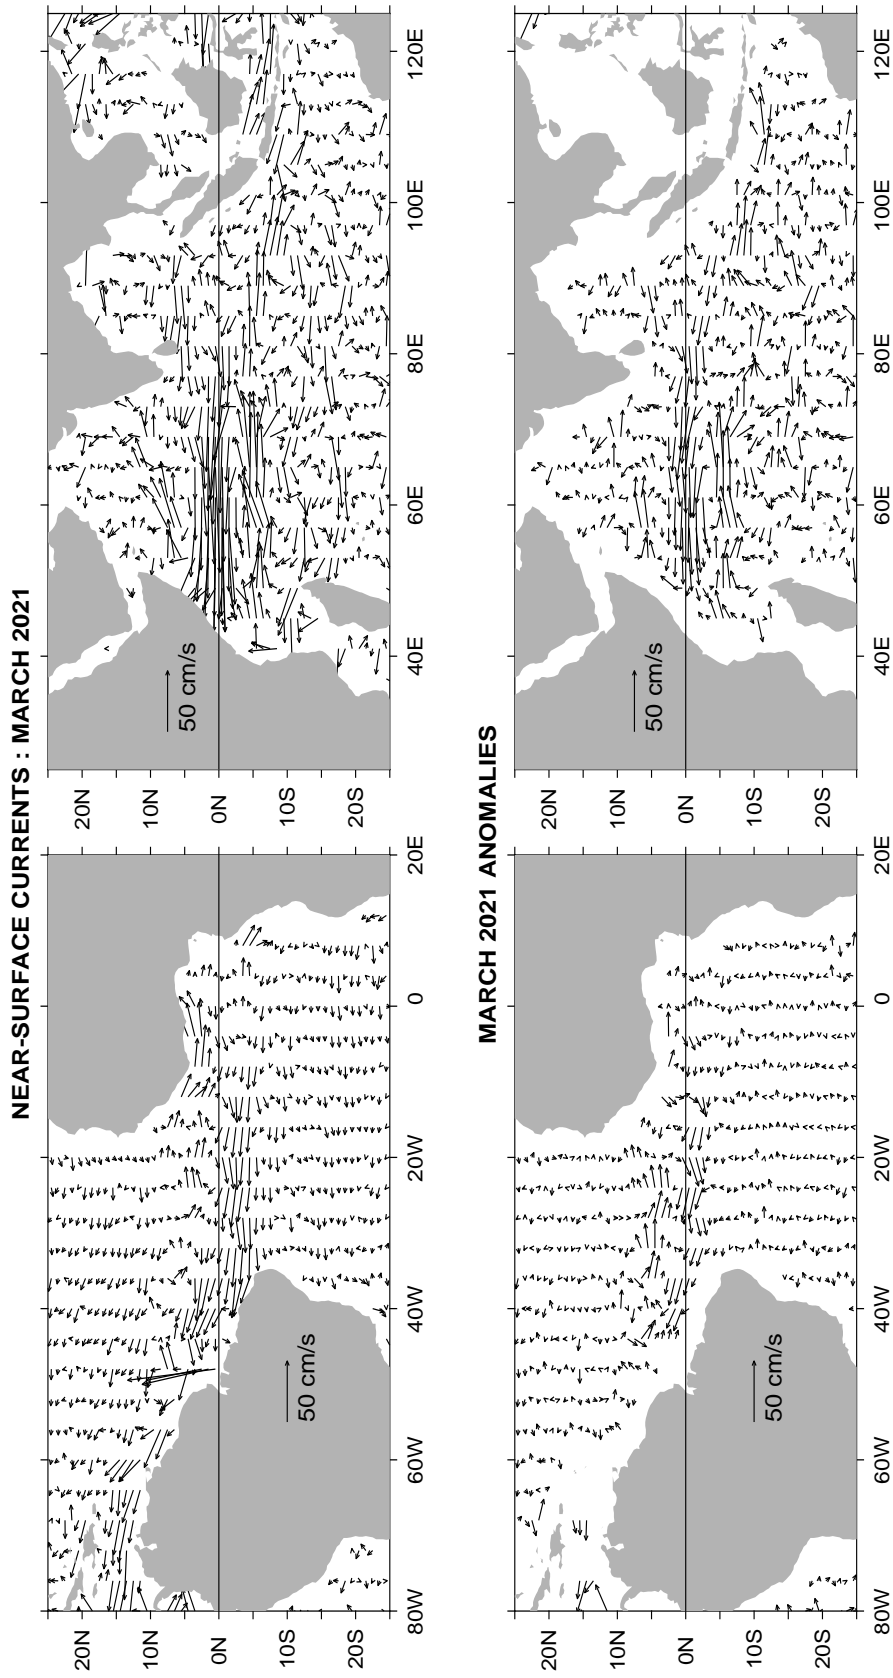 NEAR-SURFACE CURRENTS : MARCH 2021
20N
10N
0N
10S
20S
50 cm/s
80W
60W
40W
20W
0
20E
20N
10N
0N
10S
20S
50 cm/s
40E
60E
80E
100E
120E
MARCH 2021 ANOMALIES
20N
10N
0N
10S
20S
50 cm/s
80W
60W
40W
20W
0
20E
20N
10N
0N
10S
20S
50 cm/s
40E
60E
80E
100E
120E